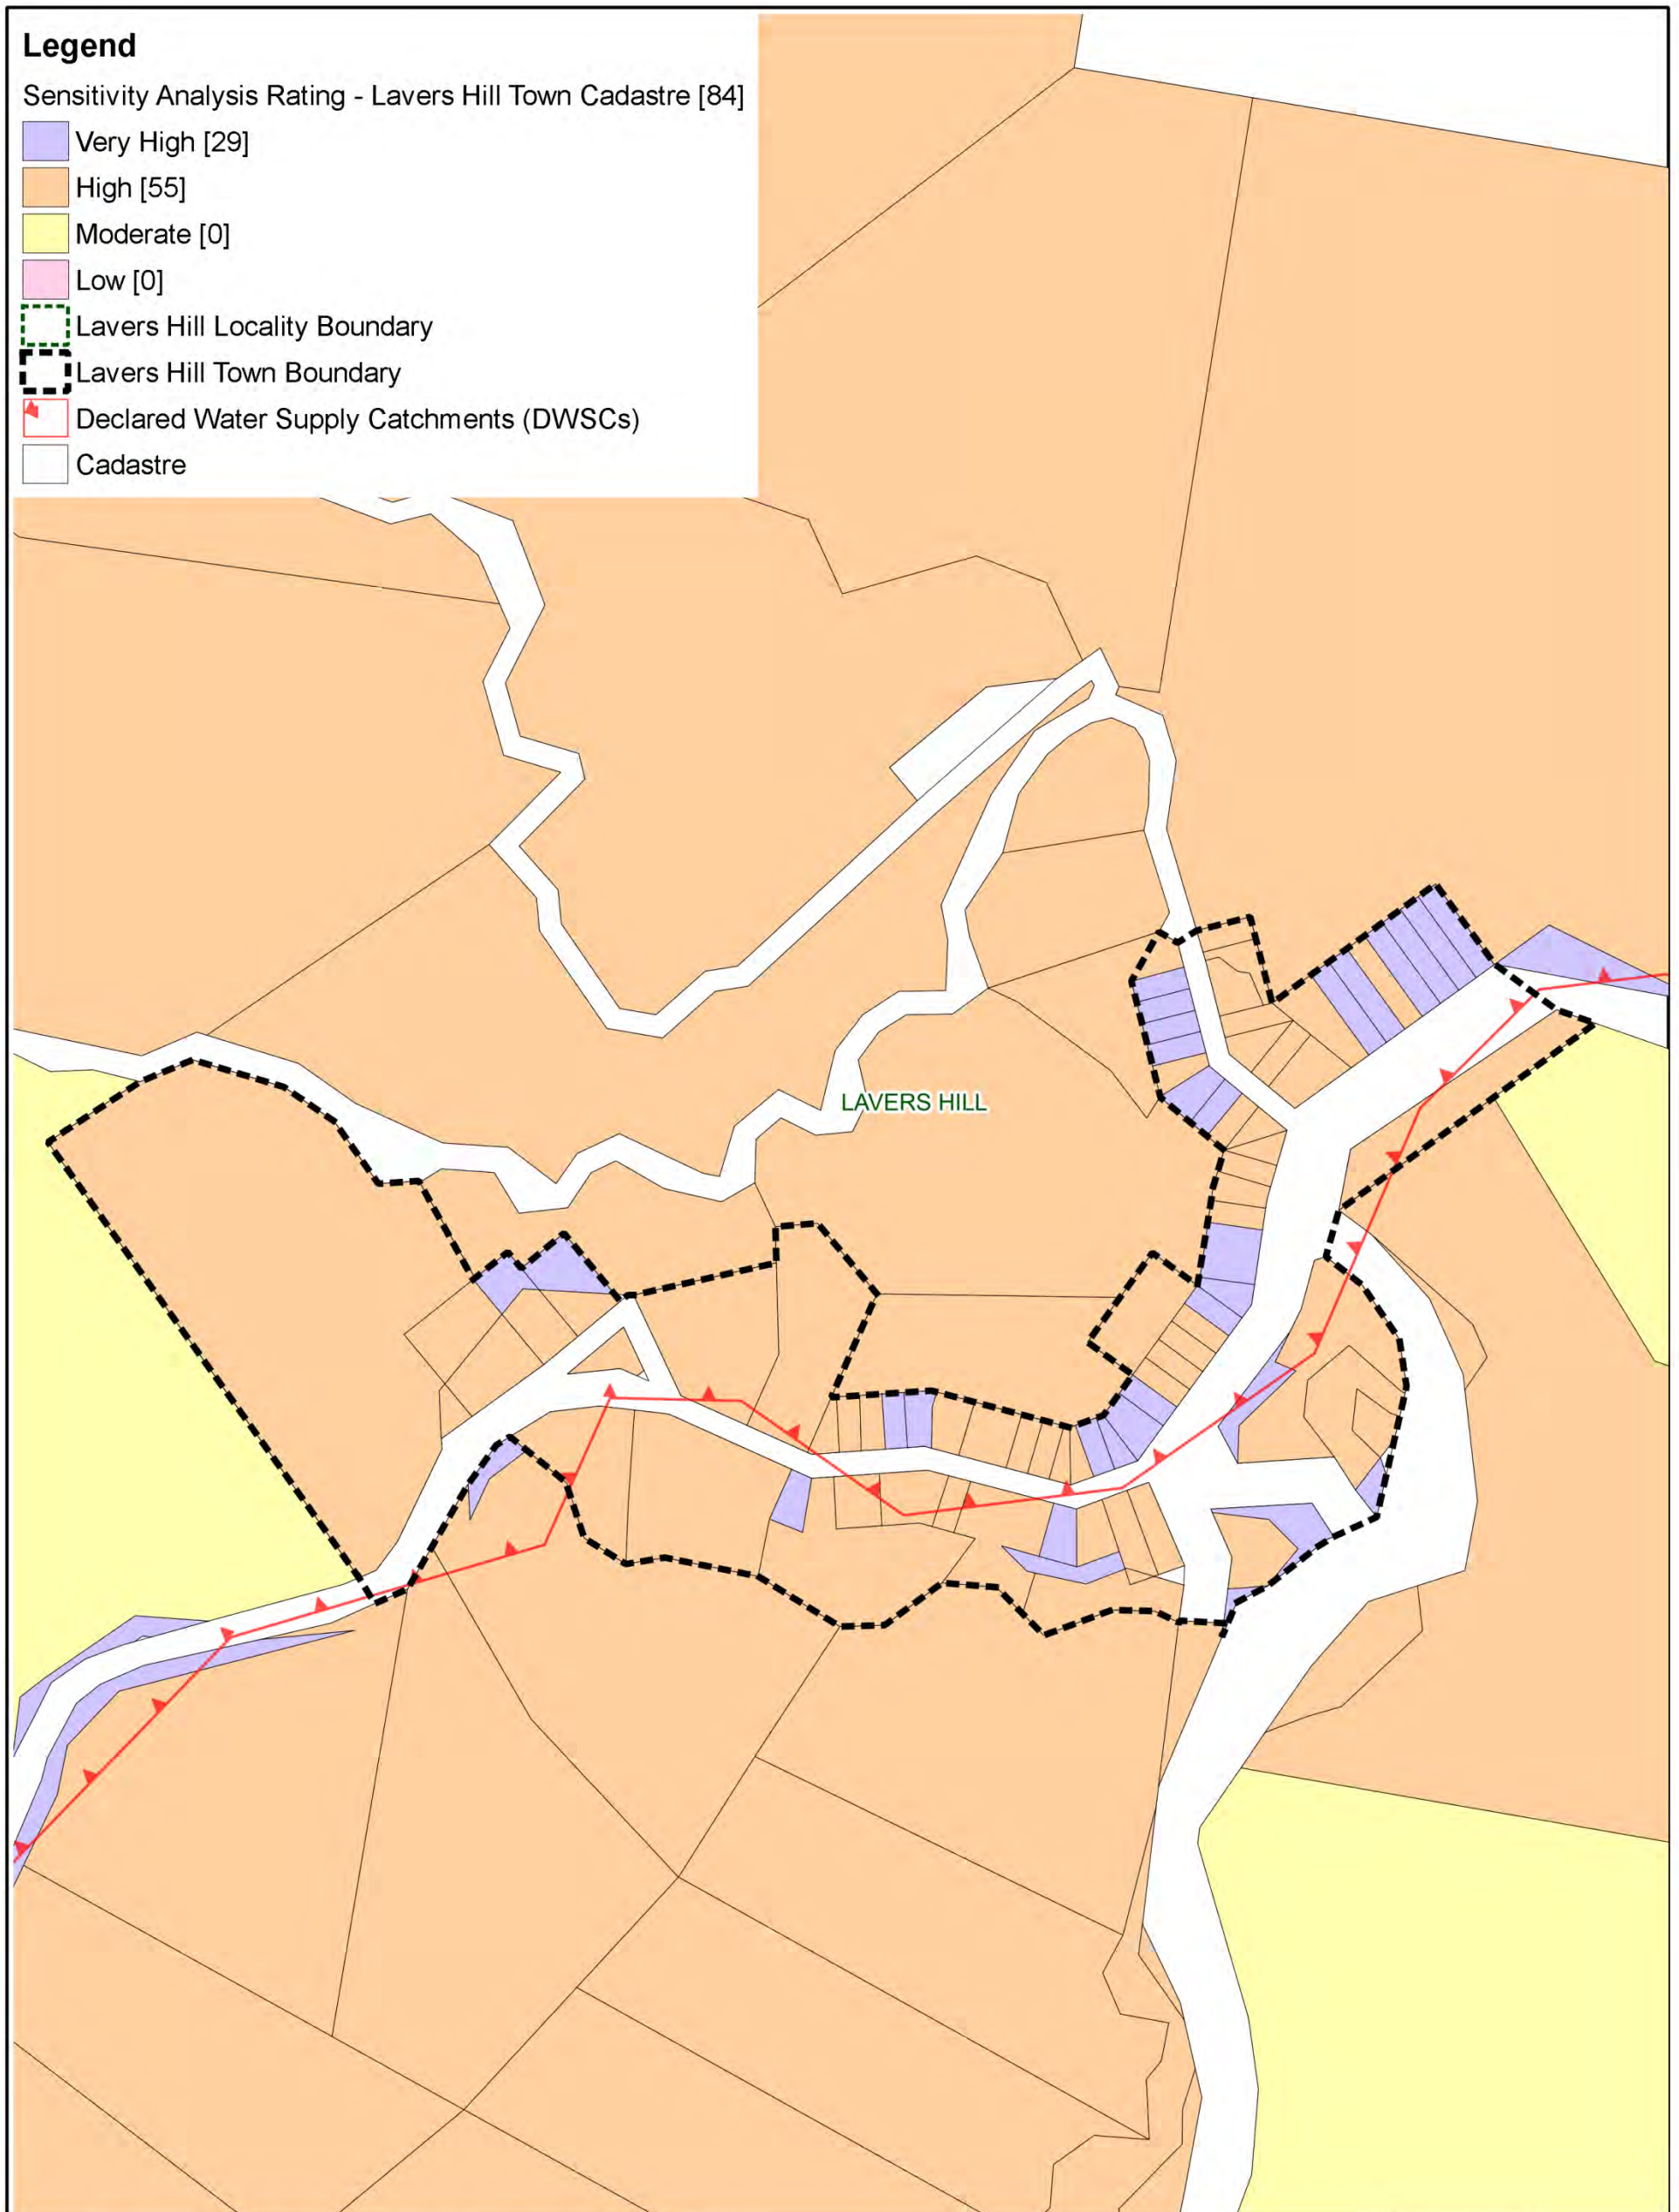 Legend
Sensitivity Analysis Rating - Lavers Hill Town Cadastre [84]
Very High [29]
High [55]
Moderate [0]
Low [0]
Lavers Hill Locality Boundary
Lavers Hill Town Boundary
Declared Water Supply Catchments (DWSCs)
Cadastre
LAVERS HILL